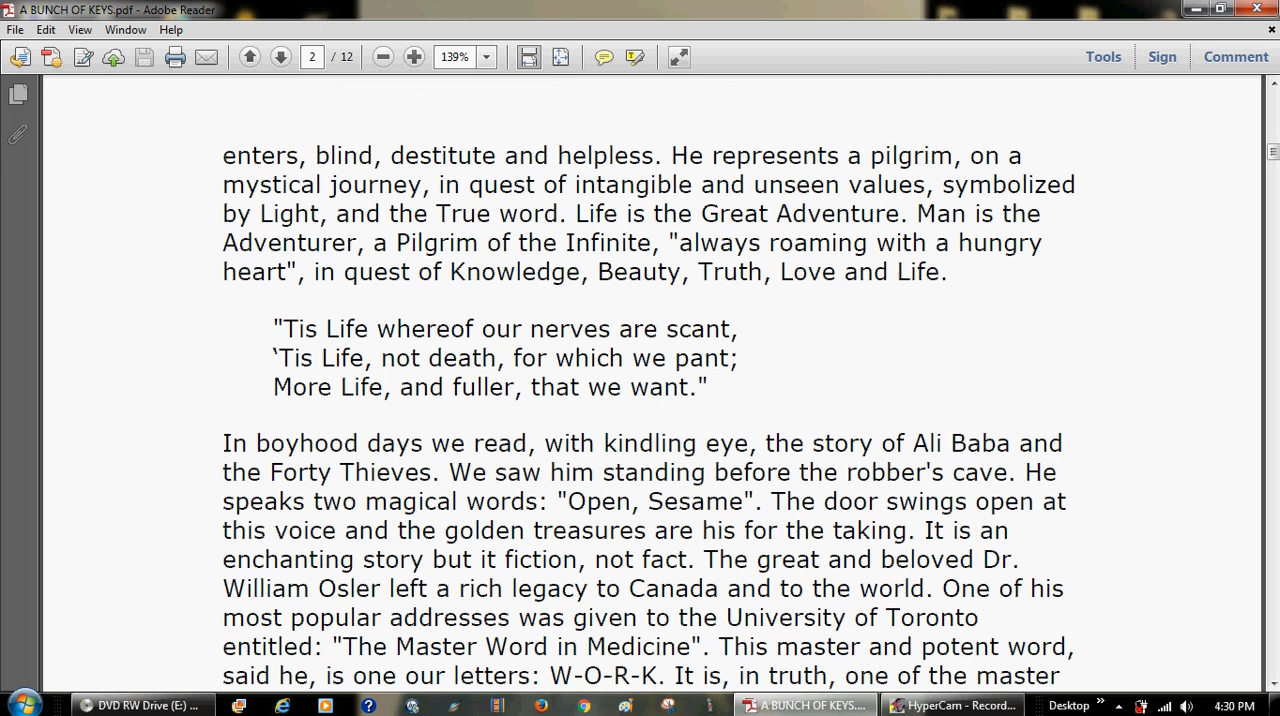 A BUNCH OF KEYS.pdf - Adobe Reader
File Edit View Window Help
2 / 12 139% Tools Sign Comment
enters, blind, destitute and helpless. He represents a pilgrim, on a
mystical journey, in quest of intangible and unseen values, symbolized
by Light, and the True word. Life is the Great Adventure. Man is the
Adventurer, a Pilgrim of the Infinite, "always roaming with a hungry
heart", in quest of Knowledge, Beauty, Truth, Love and Life.
"Tis Life whereof our nerves are scant,
‘Tis Life, not death, for which we pant;
More Life, and fuller, that we want."
In boyhood days we read, with kindling eye, the story of Ali Baba and
the Forty Thieves. We saw him standing before the robber's cave. He
speaks two magical words: "Open, Sesame". The door swings open at
this voice and the golden treasures are his for the taking. It is an
enchanting story but it fiction, not fact. The great and beloved Dr.
William Osler left a rich legacy to Canada and to the world. One of his
most popular addresses was given to the University of Toronto
entitled: "The Master Word in Medicine". This master and potent word,
said he, is one our letters: W-O-R-K. It is, in truth, one of the master
DVD RW Drive (E:) ... A BUNCH OF KEYS.... HyperCam - Record... Desktop » 4:30 PM